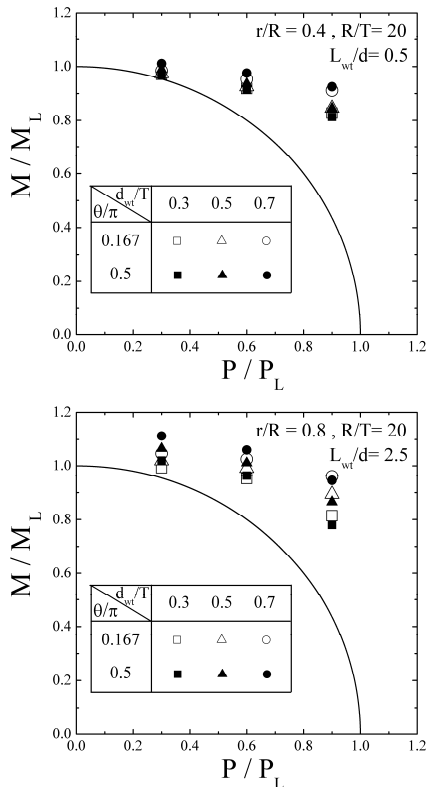 r/R = 0.4 , R/T= 20
L_wt/d= 0.5
M / M_L
1.2
1.0
0.8
0.6
0.4
0.2
0.0
d_wt/T 0.3 0.5 0.7
θ/π
0.167 □ △ ○
0.5 ■ ▲ ●
0.0 0.2 0.4 0.6 0.8 1.0 1.2
P / P_L
r/R = 0.8 , R/T= 20
L_wt/d= 2.5
M / M_L
1.2
1.0
0.8
0.6
0.4
0.2
0.0
d_wt/T 0.3 0.5 0.7
θ/π
0.167 □ △ ○
0.5 ■ ▲ ●
0.0 0.2 0.4 0.6 0.8 1.0 1.2
P / P_L